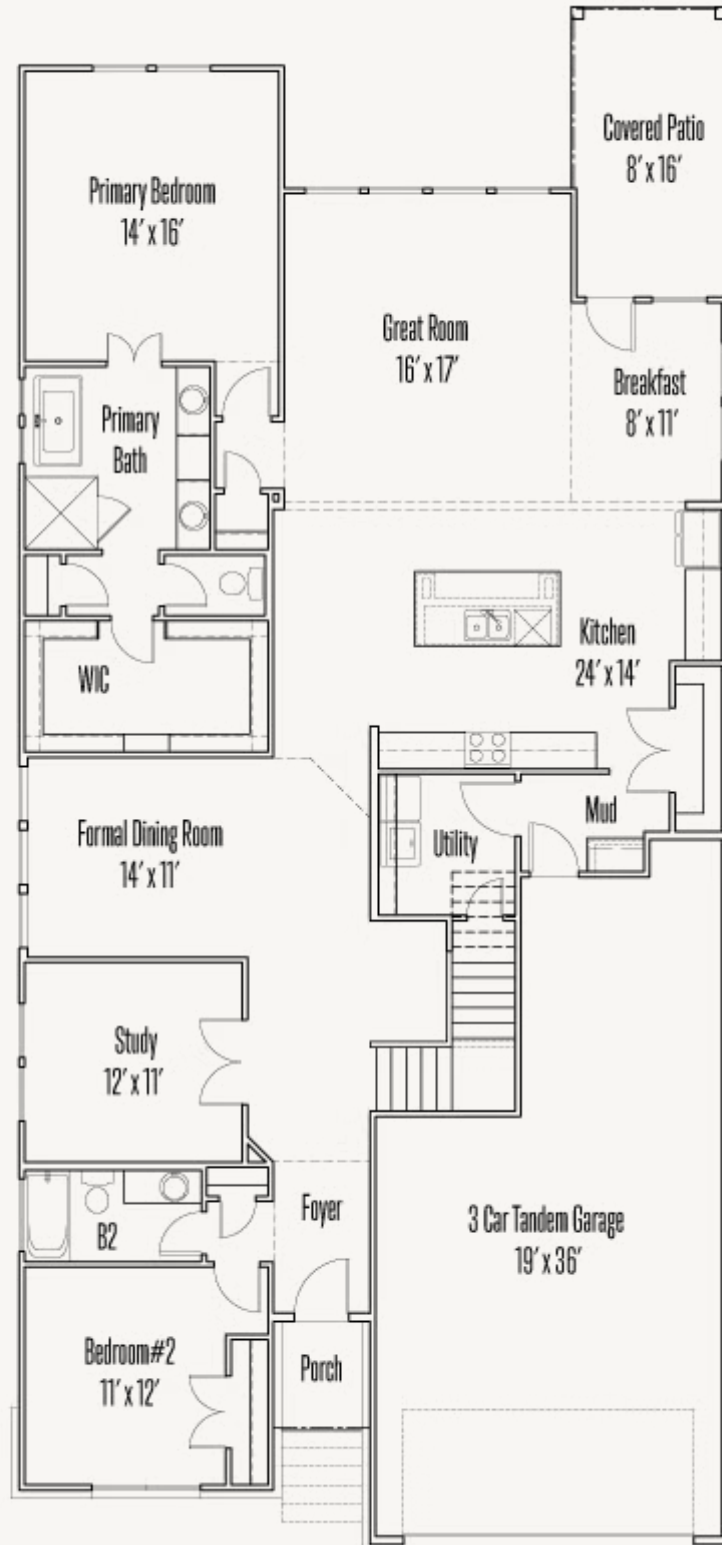 Covered Patio
8' x 16'
Primary Bedroom
14' x 16'
Great Room
16' x 17'
Breakfast
8' x 11'
Primary
Bath
Kitchen
24' x 14'
WIC
Formal Dining Room
14' x 11'
Utility
Mud
Study
12' x 11'
Foyer
3 Car Tandem Garage
19' x 36'
B2
Bedroom#2
11' x 12'
Porch